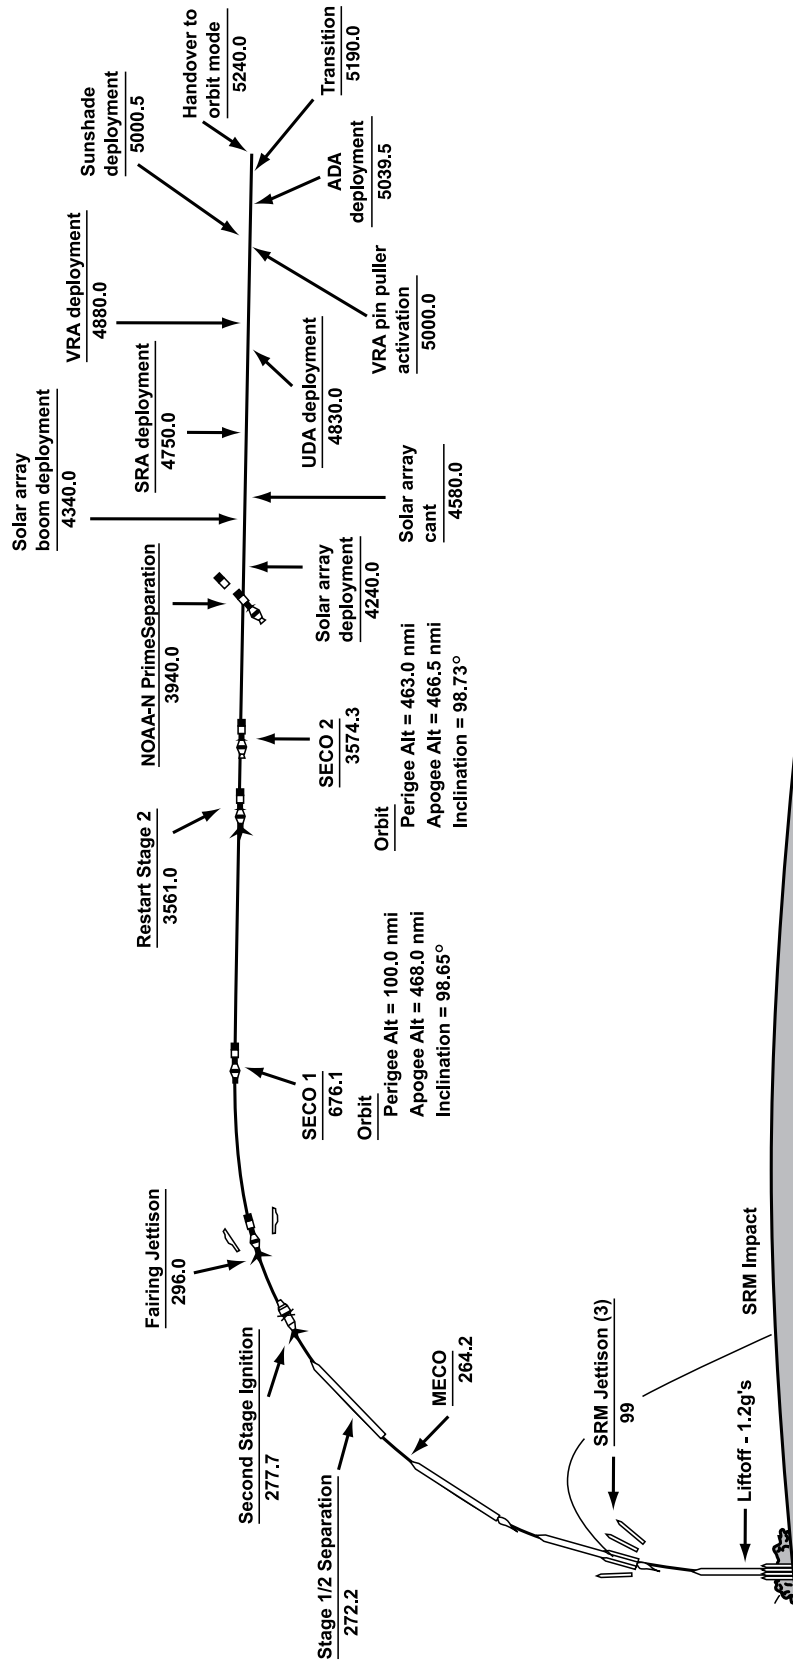 Liftoff - 1.2g's
SRM Impact
SRM Jettison (3)
99
MECO
264.2
Stage 1/2 Separation
272.2
Second Stage Ignition
277.7
Fairing Jettison
296.0
SECO 1
676.1
Orbit
Perigee Alt = 100.0 nmi
Apogee Alt = 468.0 nmi
Inclination = 98.65°
Restart Stage 2
3561.0
SECO 2
3574.3
Orbit
Perigee Alt = 463.0 nmi
Apogee Alt = 466.5 nmi
Inclination = 98.73°
NOAA-N PrimeSeparation
3940.0
Solar array
deployment
4240.0
Solar array
boom deployment
4340.0
Solar array
cant
4580.0
SRA deployment
4750.0
UDA deployment
4830.0
VRA deployment
4880.0
VRA pin puller
activation
5000.0
Sunshade
deployment
5000.5
ADA
deployment
5039.5
Transition
5190.0
Handover to
orbit mode
5240.0